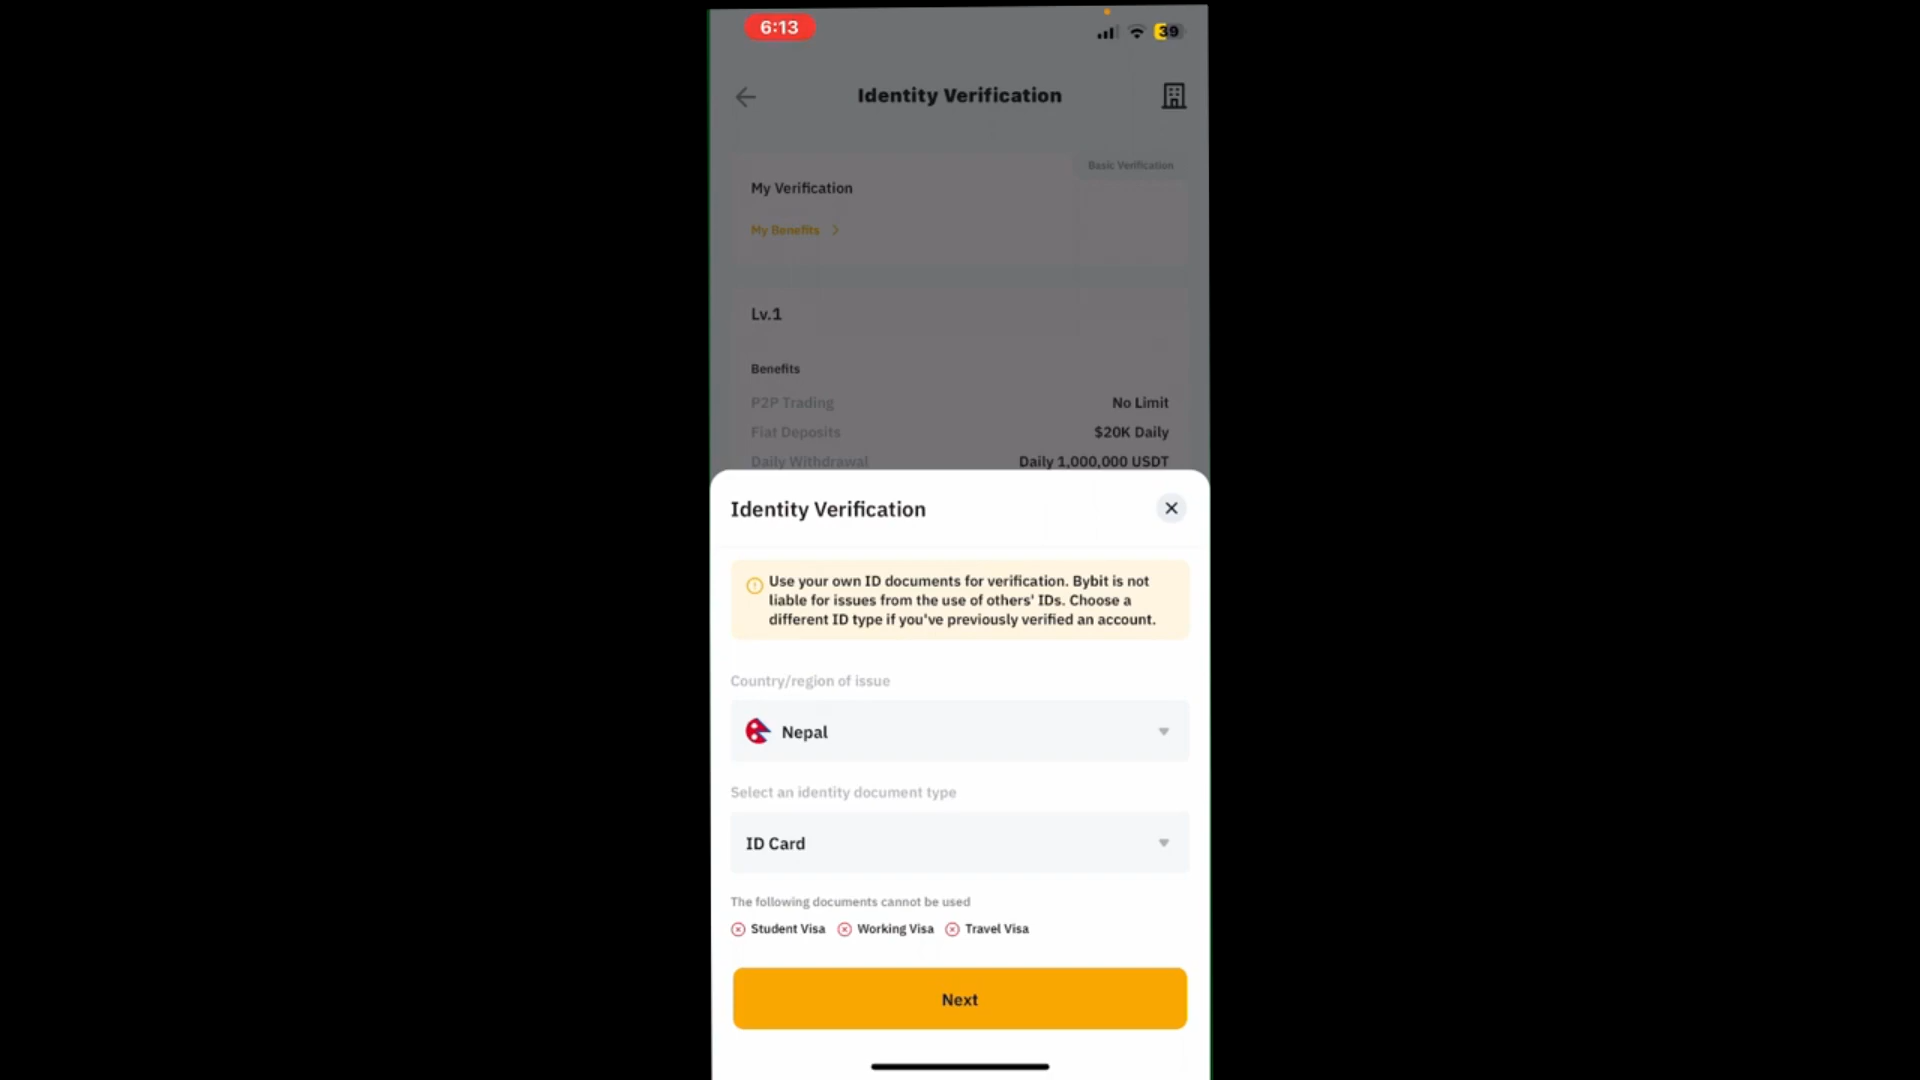 6:13
39
Identity Verification
Basic Verification
My Verification
My Benefits
Lv.1
Benefits
P2P Trading No Limit
Fiat Deposits $20K Daily
Daily Withdrawal Daily 1,000,000 USDT
Identity Verification
Use your own ID documents for verification. Bybit is not
liable for issues from the use of others' IDs. Choose a
different ID type if you've previously verified an account.
Country/region of issue
Nepal
Select an identity document type
ID Card
The following documents cannot be used
Student Visa Working Visa Travel Visa
Next